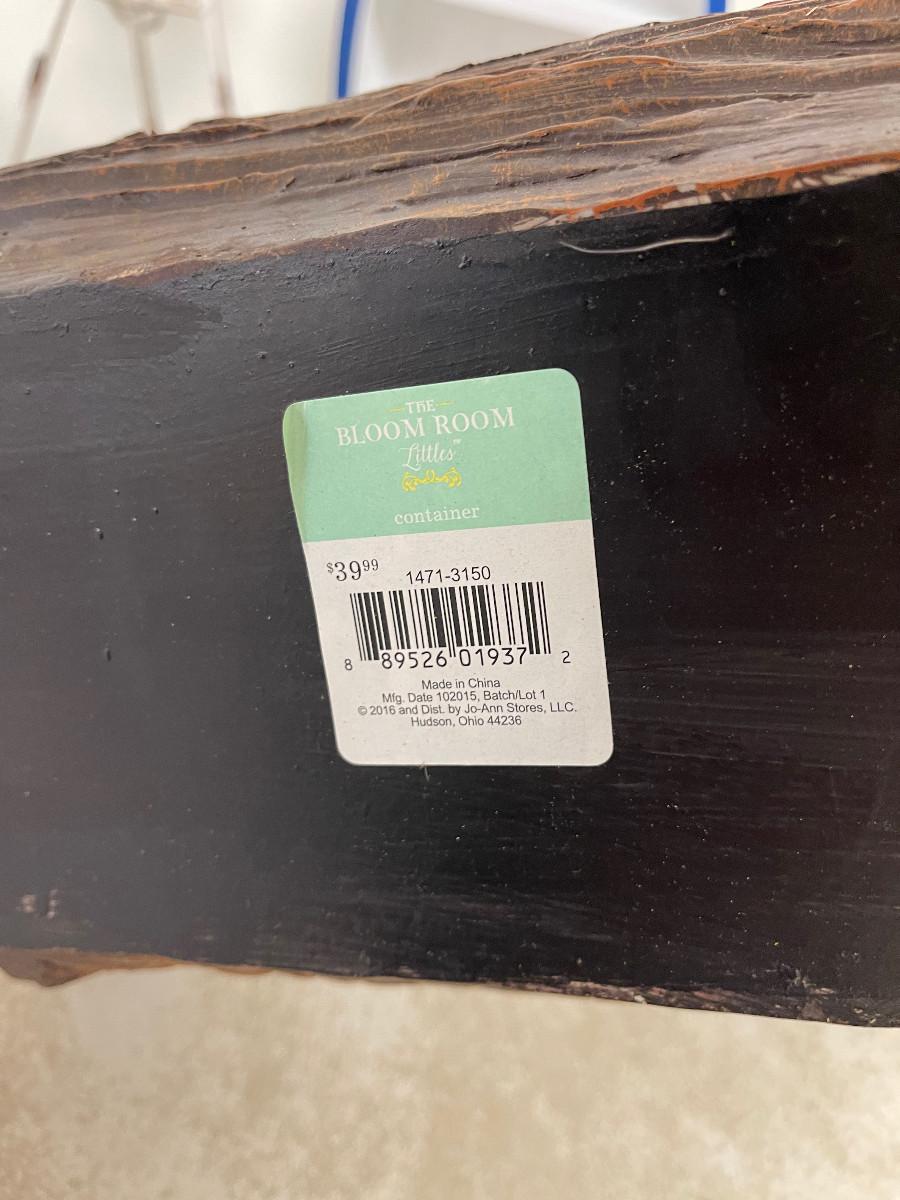 THE
BLOOM ROOM
Littles™
container
$39.99 1471-3150
8 89526 01937 2
Made in China
Mfg. Date 102015, Batch/Lot 1
© 2016 and Dist. by Jo-Ann Stores, LLC.
Hudson, Ohio 44236